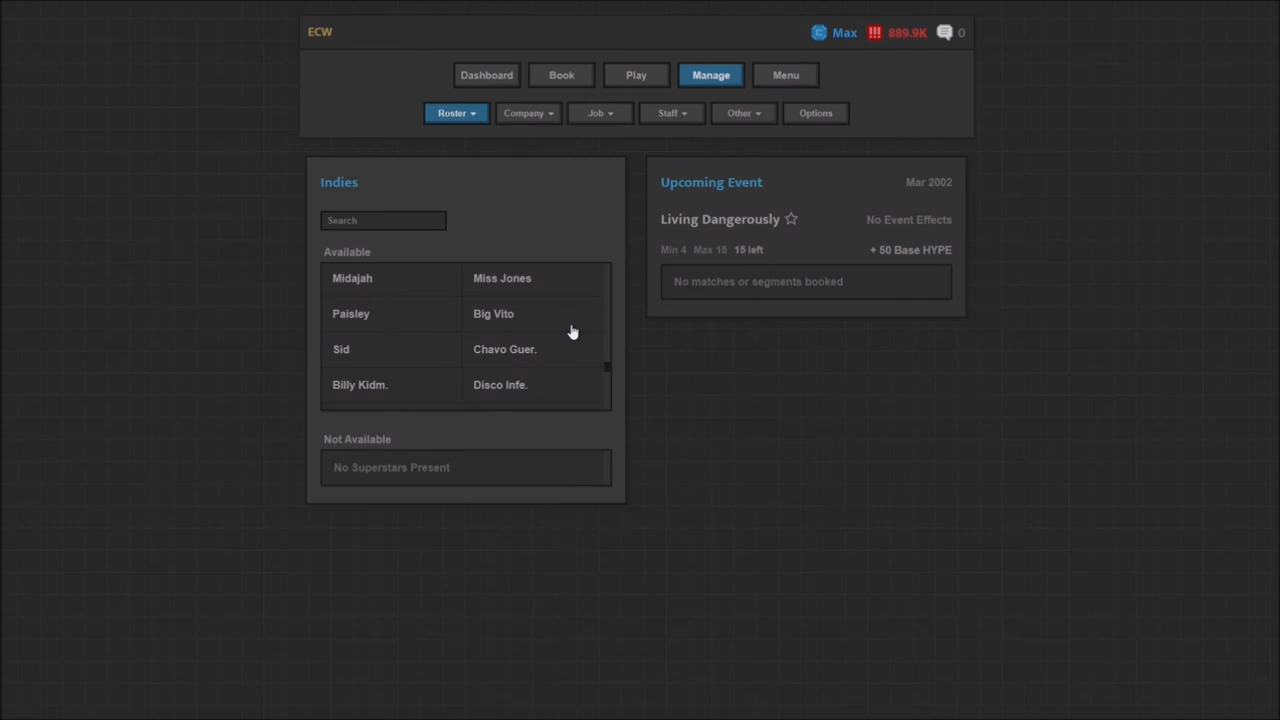 ECW
Max 889.9K 0
Dashboard Book Play Manage Menu
Roster Company Job Staff Other Options
Indies
Search
Available
Midajah Miss Jones
Paisley Big Vito
Sid Chavo Guer.
Billy Kidm. Disco Infe.
Not Available
No Superstars Present
Upcoming Event Mar 2002
Living Dangerously No Event Effects
Min 4 Max 15 15 left + 50 Base HYPE
No matches or segments booked